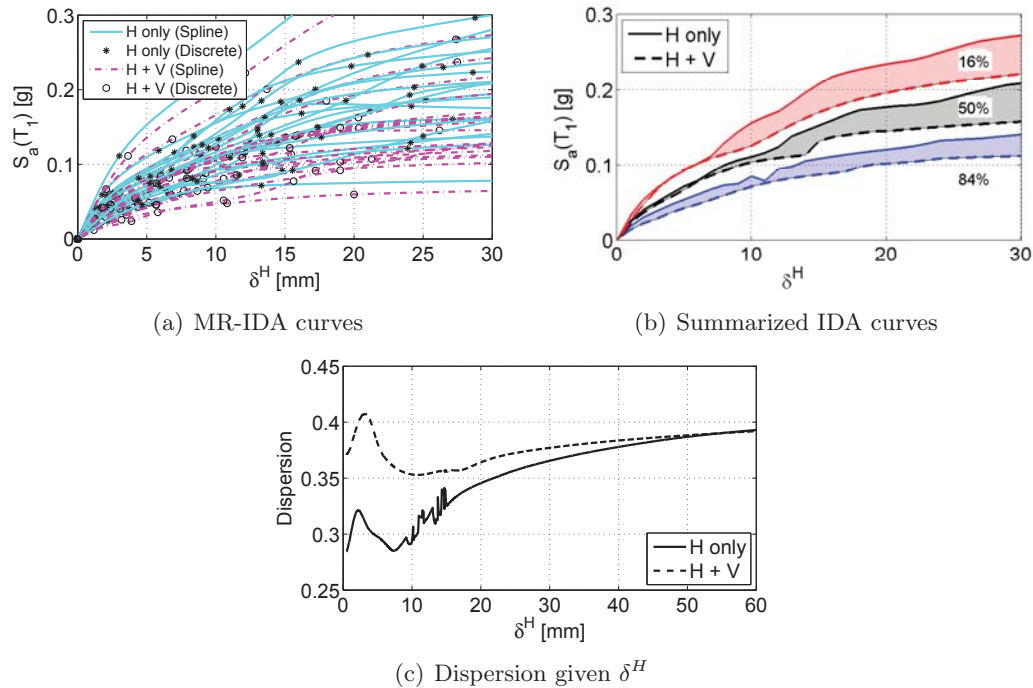 0.3
0.2
0.1
0
S_a(T_1) [g]
H only (Spline)
H only (Discrete)
H + V (Spline)
H + V (Discrete)
0 5 10 15 20 25 30
δ^H [mm]
(a) MR-IDA curves
0.3
0.2
0.1
0
S_a(T_1) [g]
H only
H + V
16%
50%
84%
0 10 20 30
δ^H
(b) Summarized IDA curves
0.45
0.4
0.35
0.3
0.25
Dispersion
H only
H + V
0 10 20 30 40 50 60
δ^H [mm]
(c) Dispersion given δ^H